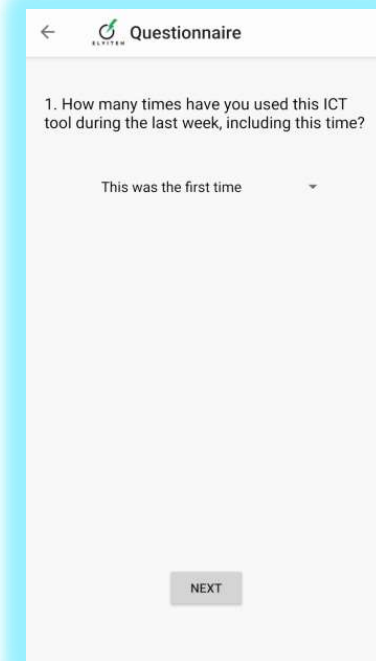 ELVITEN
Questionnaire
1. How many times have you used this ICT
tool during the last week, including this time?
This was the first time
NEXT